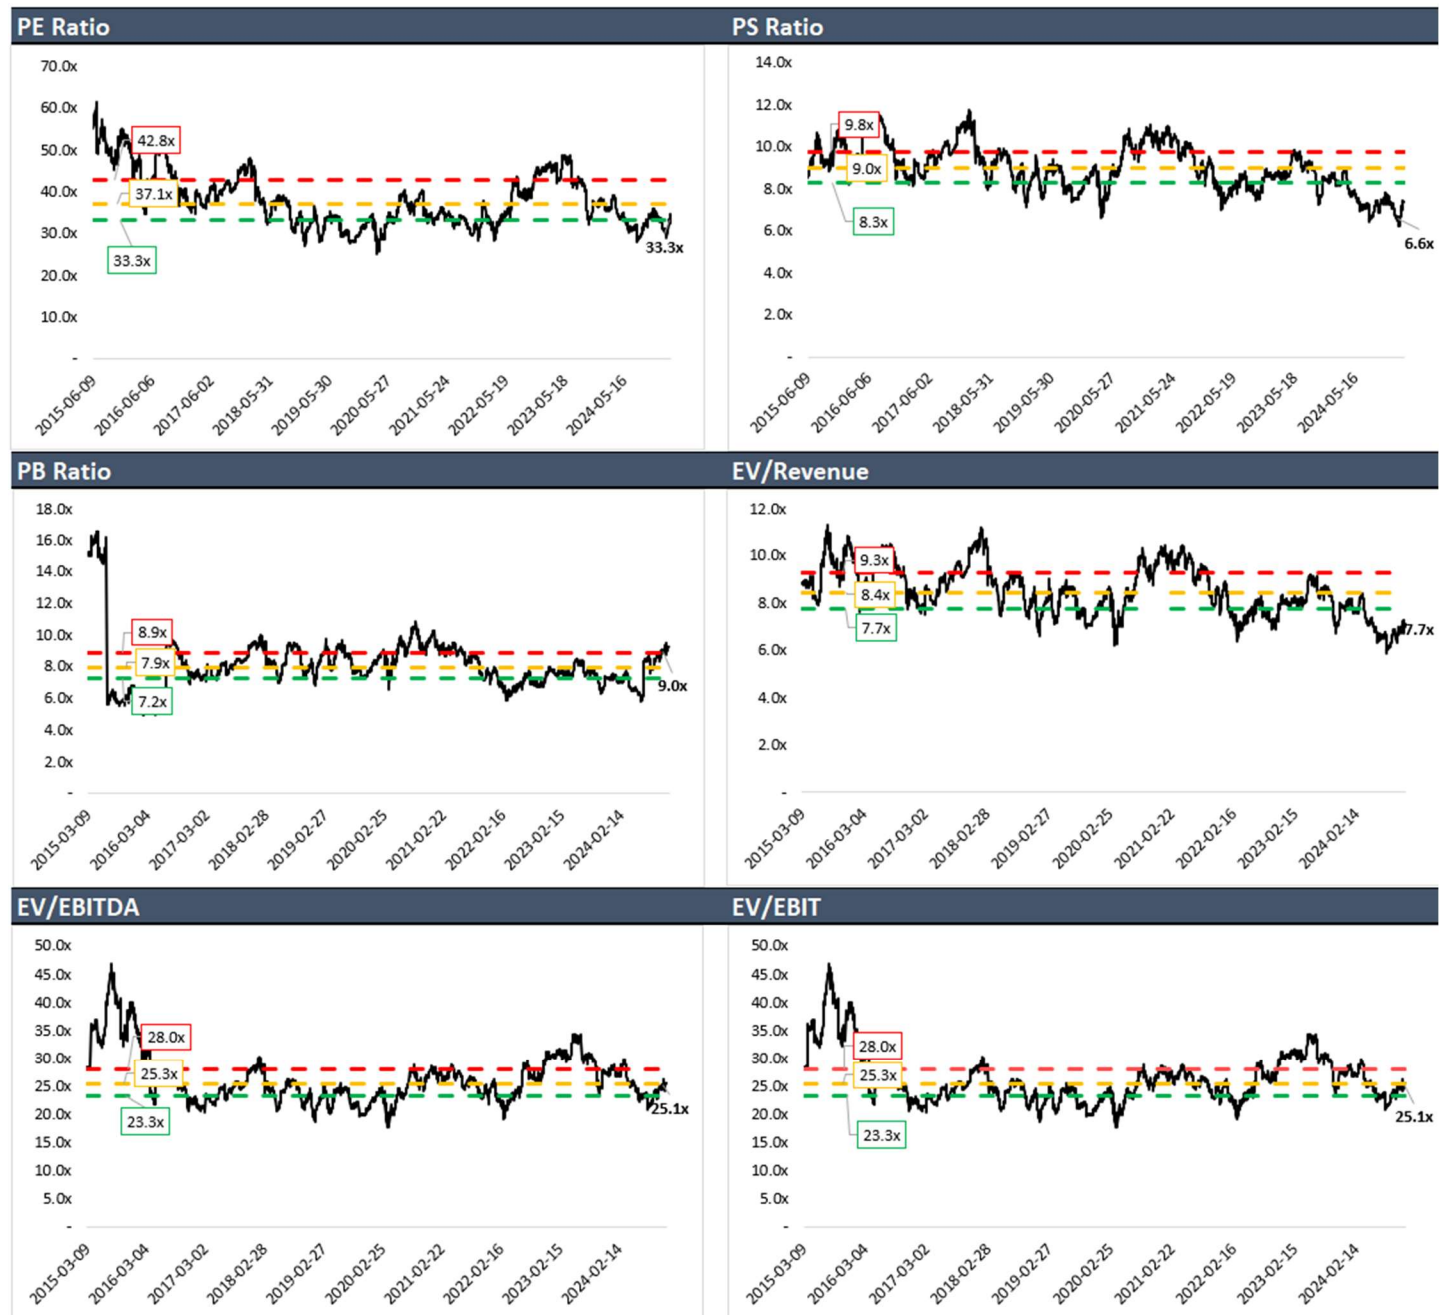 PE Ratio
70.0x
60.0x
50.0x
40.0x
30.0x
20.0x
10.0x
-
42.8x
37.1x
33.3x
33.3x
2015-06-09
2016-06-06
2017-06-02
2018-05-31
2019-05-30
2020-05-27
2021-05-24
2022-05-19
2023-05-18
2024-05-16
PS Ratio
14.0x
12.0x
10.0x
8.0x
6.0x
4.0x
2.0x
-
9.8x
9.0x
8.3x
6.6x
2015-06-09
2016-06-06
2017-06-02
2018-05-31
2019-05-30
2020-05-27
2021-05-24
2022-05-19
2023-05-18
2024-05-16
PB Ratio
18.0x
16.0x
14.0x
12.0x
10.0x
8.0x
6.0x
4.0x
2.0x
-
8.9x
7.9x
7.2x
9.0x
2015-03-09
2016-03-04
2017-03-02
2018-02-28
2019-02-27
2020-02-25
2021-02-22
2022-02-16
2023-02-15
2024-02-14
EV/Revenue
12.0x
10.0x
8.0x
6.0x
4.0x
2.0x
-
9.3x
8.4x
7.7x
7.7x
2015-03-09
2016-03-04
2017-03-02
2018-02-28
2019-02-27
2020-02-25
2021-02-22
2022-02-16
2023-02-15
2024-02-14
EV/EBITDA
50.0x
45.0x
40.0x
35.0x
30.0x
25.0x
20.0x
15.0x
10.0x
5.0x
-
28.0x
25.3x
23.3x
25.1x
2015-03-09
2016-03-04
2017-03-02
2018-02-28
2019-02-27
2020-02-25
2021-02-22
2022-02-16
2023-02-15
2024-02-14
EV/EBIT
50.0x
45.0x
40.0x
35.0x
30.0x
25.0x
20.0x
15.0x
10.0x
5.0x
-
28.0x
25.3x
23.3x
25.1x
2015-03-09
2016-03-04
2017-03-02
2018-02-28
2019-02-27
2020-02-25
2021-02-22
2022-02-16
2023-02-15
2024-02-14